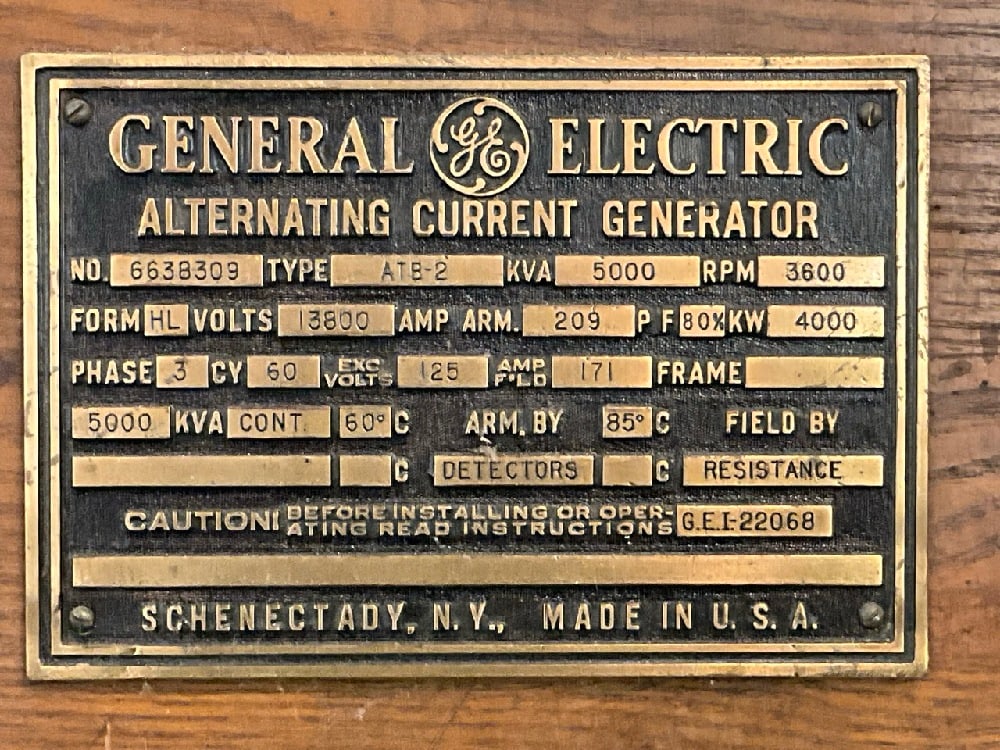 GENERAL GE ELECTRIC
ALTERNATING CURRENT GENERATOR
NO. 6638309 TYPE ATB-2 KVA 5000 RPM 3600
FORM HL VOLTS 13800 AMP ARM. 209 P F 80% KW 4000
PHASE 3 CY 60 EXC VOLTS 125 AMP F'LD 171 FRAME
5000 KVA CONT. 60° C ARM. BY 85° C FIELD BY
C DETECTORS C RESISTANCE
CAUTION! BEFORE INSTALLING OR OPER-
ATING READ INSTRUCTIONS G.E.I-22068
SCHENECTADY, N.Y., MADE IN U.S.A.